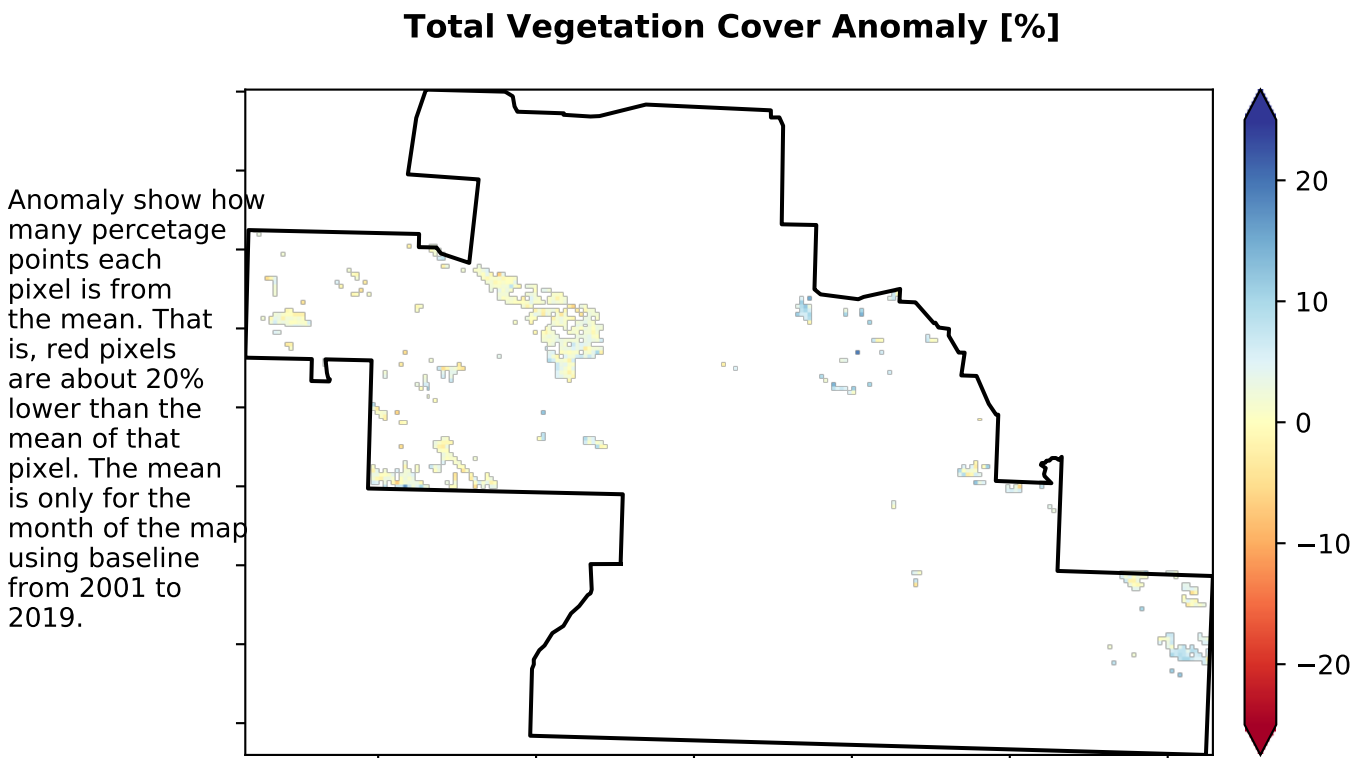 Total Vegetation Cover Anomaly [%]
Anomaly show how
many percetage
points each
pixel is from
the mean. That
is, red pixels
are about 20%
lower than the
mean of that
pixel. The mean
is only for the
month of the map
using baseline
from 2001 to
2019.
20
10
0
−10
−20